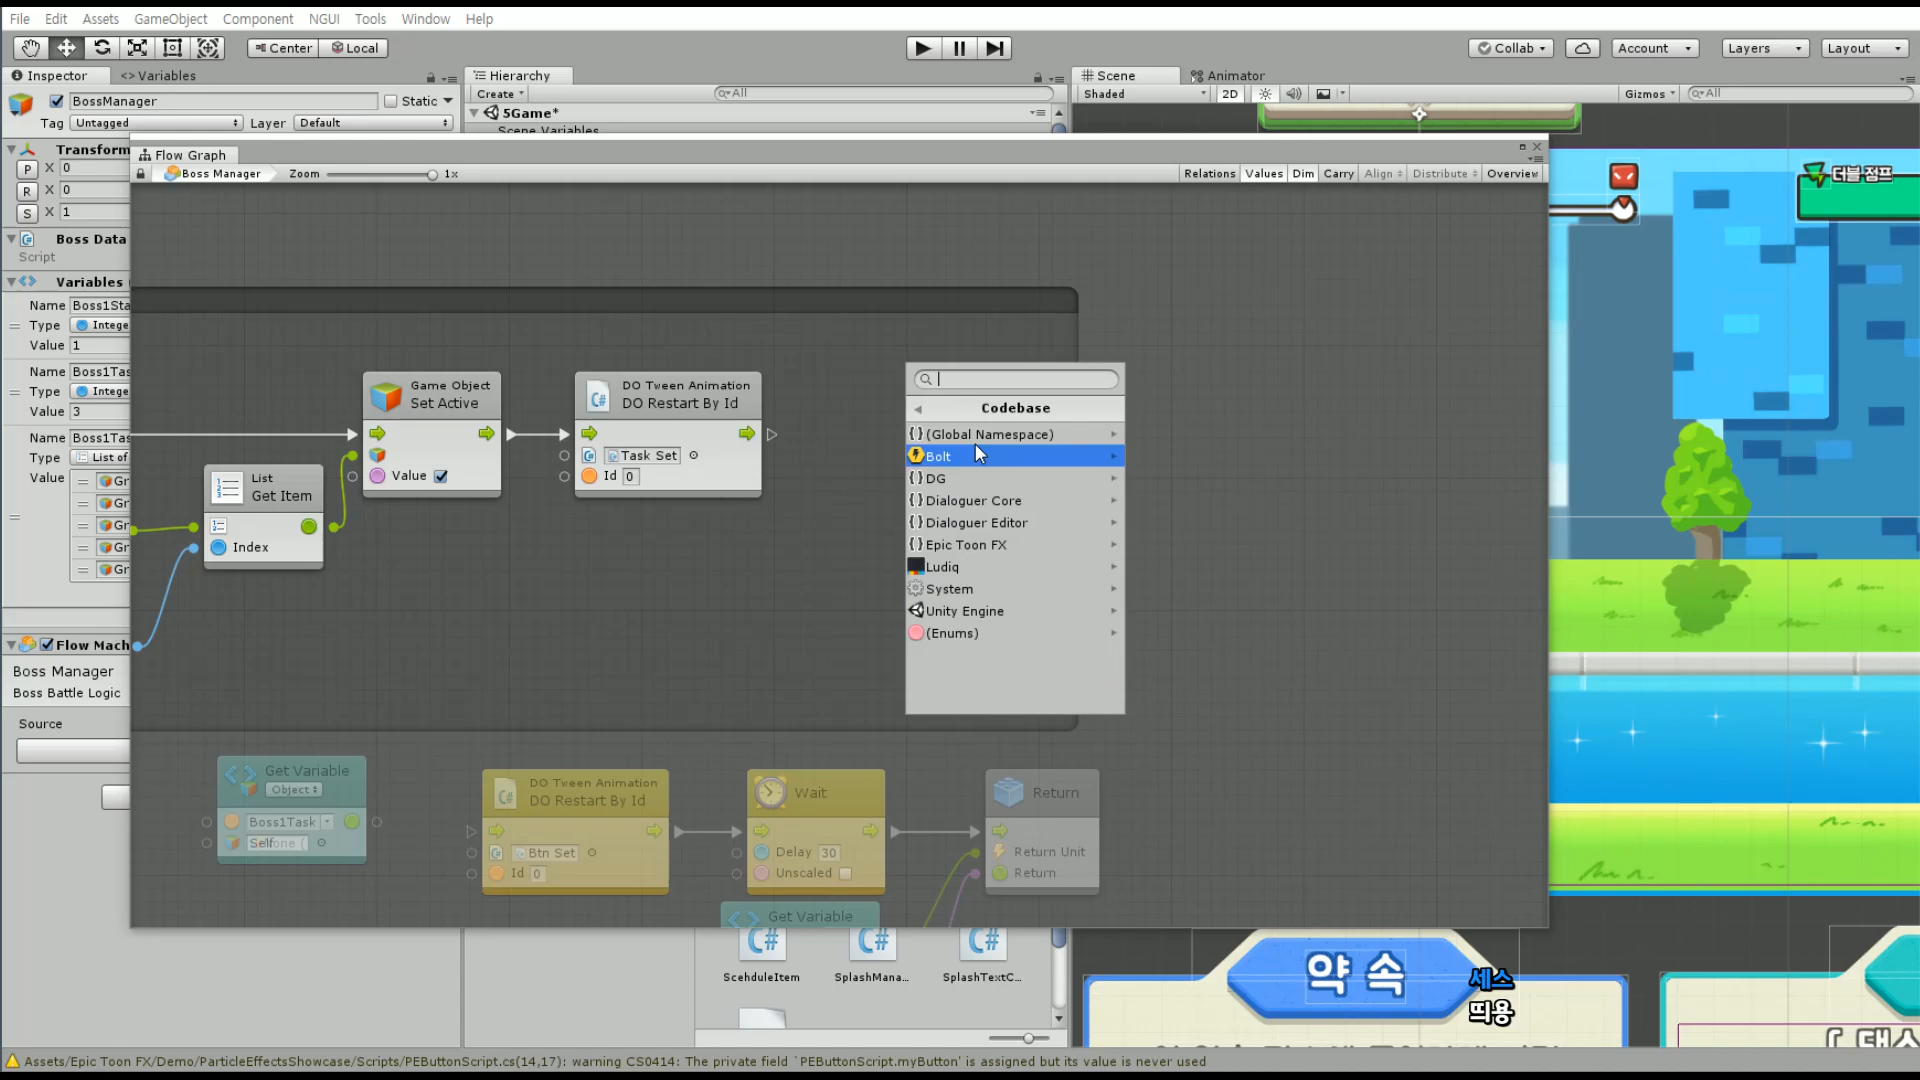 File Edit Assets GameObject Component NGUI Tools Window Help
Center Local
Collab Account Layers Layout
Inspector <> Variables
Hierarchy
Scene Animator
BossManager Static
Create All
Shaded 2D Gizmos All
Tag Untagged Layer Default
5Game*
Scene Variables
Transform
P X 0
R X 0
S X 1
Flow Graph
Boss Manager Zoom 1x
Relations Values Dim Carry Align Distribute Overview
더블 점프
Boss Data
Script
Variables
Name Boss1Sta
Type Intege
Value 1
Name Boss1Tas
Type Intege
Value 3
Name Boss1Tas
Type List of
Value Gr
Gr
Gr
Gr
Gr
Flow Mach
Boss Manager
Boss Battle Logic
Source
List
Get Item
Index
Game Object
Set Active
Value
DO Tween Animation
DO Restart By Id
Task Set
Id 0
Codebase
(Global Namespace)
Bolt
DG
Dialoguer Core
Dialoguer Editor
Epic Toon FX
Ludiq
System
Unity Engine
(Enums)
Get Variable
Object
Boss1Task
Self
DO Tween Animation
DO Restart By Id
Btn Set
Id 0
Wait
Delay 30
Unscaled
Return
Return Unit
Return
Get Variable
C# C# C#
ScehduleItem SplashMana... SplashTextC...
약 속
세스
띄용
Assets/Epic Toon FX/Demo/ParticleEffectsShowcase/Scripts/PEButtonScript.cs(14,17): warning CS0414: The private field `PEButtonScript.myButton' is assigned but its value is never used